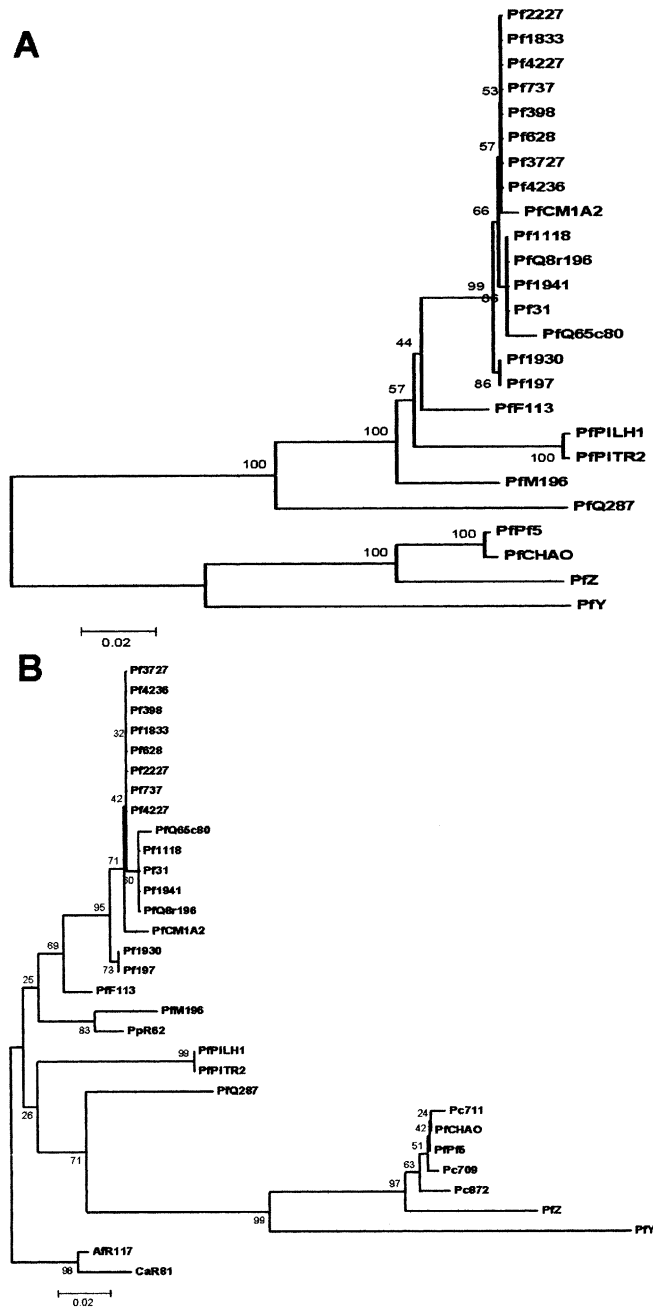 A
Pf2227
Pf1833
Pf4227
Pf737
53
Pf398
Pf628
57
Pf3727
Pf4236
PfCM1A2
66
Pf1118
PfQ8r196
Pf1941
99
Pf31
PfQ65c80
Pf1930
Pf197
86
44
PfF113
57
PfPILH1
PfPITR2
100
100
PfM196
100
PfQ287
PfPf5
100
PfCHAO
100
PfZ
PfY
0.02
B
Pf3727
Pf4236
Pf398
Pf1833
32
Pf628
Pf2227
Pf737
42
Pf4227
PfQ65c80
Pf1118
71
Pf31
60
Pf1941
PfQ8r196
95
PfCM1A2
Pf1930
Pf197
73
69
PfF113
25
PfM196
PpR62
83
PfPILH1
99
PfPITR2
PfQ287
26
Pc711
24
PfCHAO
42
PfPf5
51
Pc709
63
Pc872
97
71
PfZ
99
PfY
AfR117
CaR81
98
0.02